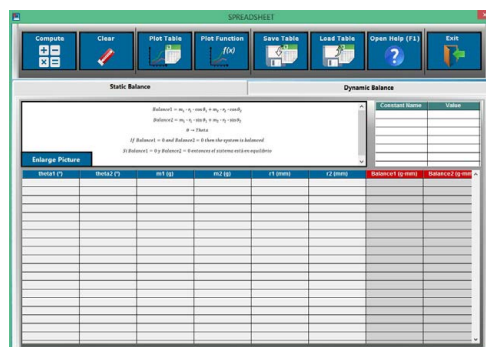 SPREADSHEET
Compute Clear Plot Table Plot Function Save Table Load Table Open Help (F1) Exit
f(x)
Static Balance Dynamic Balance
Balance1 = m₁ · r₁ · cos θ₁ + m₂ · r₂ · cos θ₂
Balance2 = m₁ · r₁ · sin θ₁ + m₂ · r₂ · sin θ₂
θ → Theta
If Balance1 = 0 and Balance2 = 0 then the system is balanced
Si Balance1 = 0 y Balance2 = 0 entonces el sistema está en equilibrio
Constant Name Value
Enlarge Picture
theta1 (°) theta2 (°) m1 (g) m2 (g) r1 (mm) r2 (mm) Balance1 (g·mm) Balance2 (g·mm